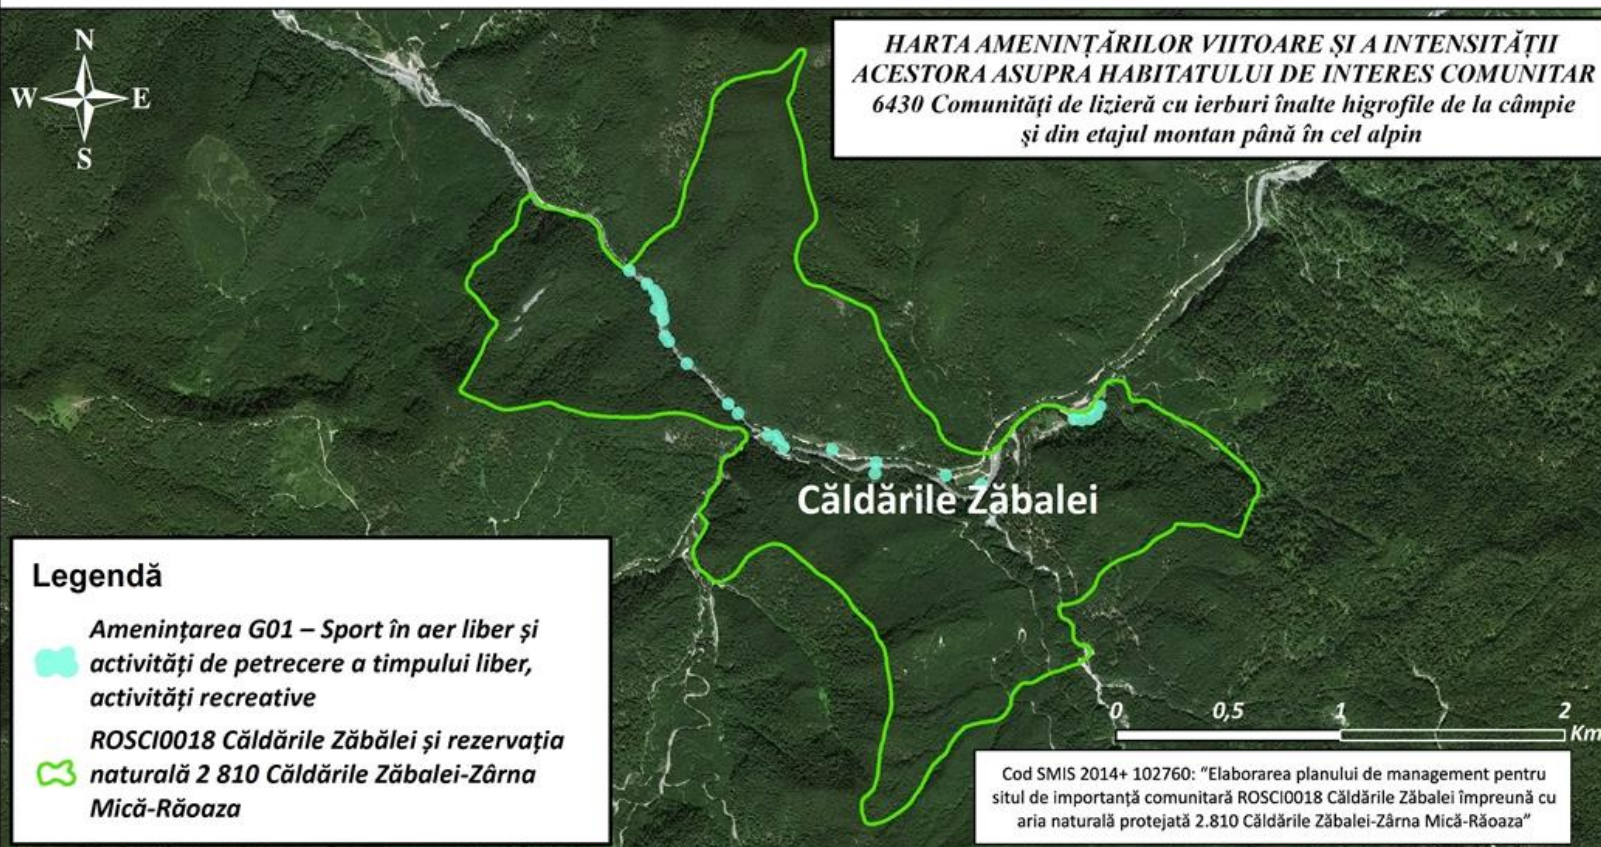 HARTA AMENINȚĂRILOR VIITOARE ȘI A INTENSITĂȚII
ACESTORA ASUPRA HABITATULUI DE INTERES COMUNITAR
6430 Comunităţi de lizieră cu ierburi înalte higrofile de la câmpie
şi din etajul montan până în cel alpin
N
W E
S
Căldările Zăbalei
Legendă
Amenințarea G01 – Sport în aer liber și
activități de petrecere a timpului liber,
activități recreative
ROSCI0018 Căldările Zăbălei și rezervația
naturală 2 810 Căldările Zăbalei-Zârna
Mică-Răoaza
0 0,5 1 2
Km
Cod SMIS 2014+ 102760: “Elaborarea planului de management pentru
situl de importanță comunitară ROSCI0018 Căldările Zăbalei împreună cu
aria naturală protejată 2.810 Căldările Zăbalei-Zârna Mică-Răoaza”